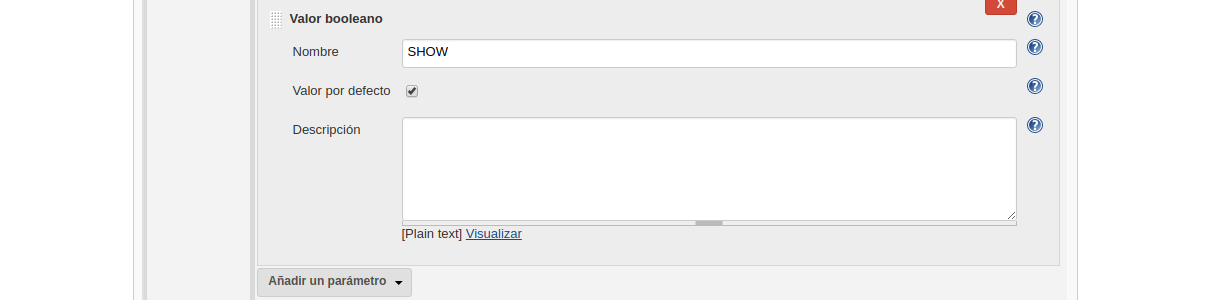 X
Valor booleano
?
Nombre
SHOW
?
Valor por defecto
?
Descripción
?
[Plain text] Visualizar
Añadir un parámetro